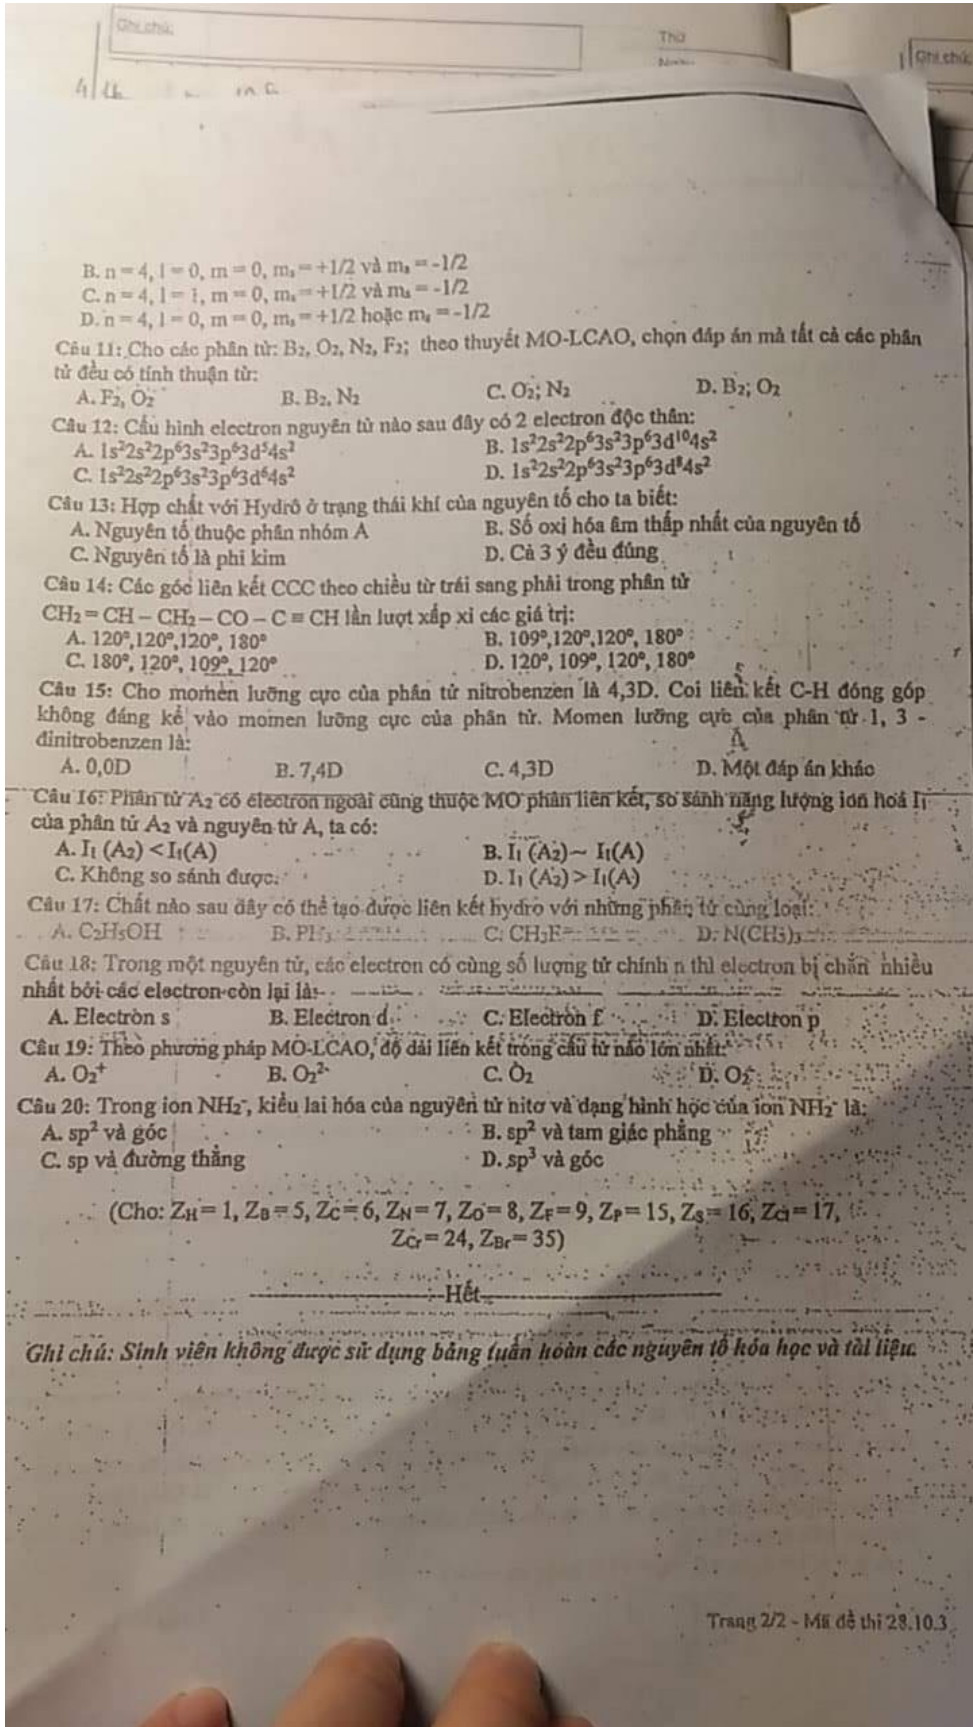 Ghi chú:
Thứ
Ghi chú:
B. n = 4, l = 0, m = 0, mₛ = +1/2 và mₛ = -1/2
C. n = 4, l = 1, m = 0, mₛ = +1/2 và mₛ = -1/2
D. n = 4, l = 0, m = 0, mₛ = +1/2 hoặc mₛ = -1/2
Câu 11: Cho các phân tử: B₂, O₂, N₂, F₂; theo thuyết MO-LCAO, chọn đáp án mà tất cả các phân
tử đều có tính thuận từ:
A. F₂, O₂ B. B₂, N₂ C. O₂; N₂ D. B₂; O₂
Câu 12: Cấu hình electron nguyên tử nào sau đây có 2 electron độc thân:
A. 1s²2s²2p⁶3s²3p⁶3d⁵4s² B. 1s²2s²2p⁶3s²3p⁶3d¹⁰4s²
C. 1s²2s²2p⁶3s²3p⁶3d⁶4s² D. 1s²2s²2p⁶3s²3p⁶3d⁸4s²
Câu 13: Hợp chất với Hydrô ở trạng thái khí của nguyên tố cho ta biết:
A. Nguyên tố thuộc phân nhóm A B. Số oxi hóa âm thấp nhất của nguyên tố
C. Nguyên tố là phi kim D. Cả 3 ý đều đúng
Câu 14: Các góc liên kết CCC theo chiều từ trái sang phải trong phân tử
CH₂ = CH – CH₂ – CO – C ≡ CH lần lượt xấp xỉ các giá trị:
A. 120°,120°,120°, 180° B. 109°,120°,120°, 180°
C. 180°, 120°, 109°, 120° D. 120°, 109°, 120°, 180°
Câu 15: Cho momen lưỡng cực của phân tử nitrobenzen là 4,3D. Coi liên kết C-H đóng góp
không đáng kể vào momen lưỡng cực của phân tử. Momen lưỡng cực của phân tử 1, 3 -
đinitrobenzen là:
A. 0,0D B. 7,4D C. 4,3D D. Một đáp án khác
Câu 16: Phân tử A₂ có electron ngoài cùng thuộc MO phản liên kết, so sánh năng lượng ion hoá I₁
của phân tử A₂ và nguyên tử A, ta có:
A. I₁ (A₂) < I₁(A) B. I₁ (A₂) ~ I₁(A)
C. Không so sánh được. D. I₁ (A₂) > I₁(A)
Câu 17: Chất nào sau đây có thể tạo được liên kết hydro với những phân tử cùng loại:
A. C₂H₅OH B. PH₃ C. CH₃F D. N(CH₃)₃
Câu 18: Trong một nguyên tử, các electron có cùng số lượng tử chính n thì electron bị chắn nhiều
nhất bởi các electron còn lại là:
A. Electron s B. Electron d C. Electron f D. Electron p
Câu 19: Theo phương pháp MO-LCAO, độ dài liên kết trong cấu tử nào lớn nhất:
A. O₂⁺ B. O₂²⁻ C. O₂ D. O₂⁻
Câu 20: Trong ion NH₂⁻, kiểu lai hóa của nguyên tử nitơ và dạng hình học của ion NH₂⁻ là:
A. sp² và góc B. sp² và tam giác phẳng
C. sp và đường thẳng D. sp³ và góc
(Cho: Z_H = 1, Z_B = 5, Z_C = 6, Z_N = 7, Z_O = 8, Z_F = 9, Z_P = 15, Z_S = 16, Z_Cl = 17,
Z_Cr = 24, Z_Br = 35)
Hết
Ghi chú: Sinh viên không được sử dụng bảng tuần hoàn các nguyên tố hóa học và tài liệu.
Trang 2/2 - Mã đề thi 28.10.3